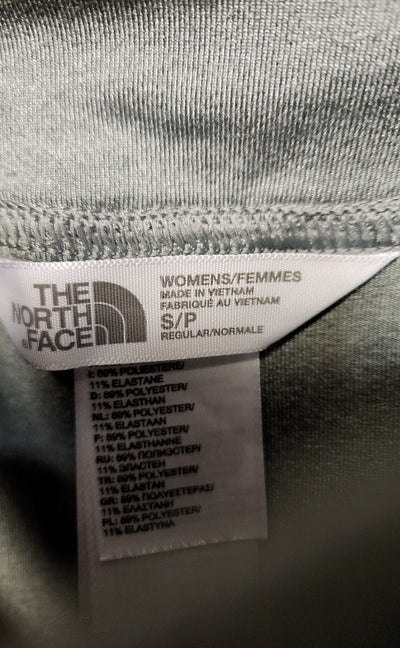 THE
NORTH
FACE
WOMENS/FEMMES
MADE IN VIETNAM
FABRIQUÉ AU VIETNAM
S/P
REGULAR/NORMALE
I: 89% POLIESTERE/
11% ELASTANE
D: 89% POLYESTER/
11% ELASTHAN
NL: 89% POLYESTER/
11% ELASTAAN
F: 89% POLYESTER/
11% ELASTHANNE
RU: 89% ПОЛИЭСТЕР/
11% ЭЛАСТЕН
TR: 89% POLYESTER/
11% ELASTAN
GR: 89% ΠΟΛΥΕΣΤΕΡΑΣ/
11% ΕΛΑΣΤΑΝΗ
PL: 89% POLYESTER/
11% ELASTYNA